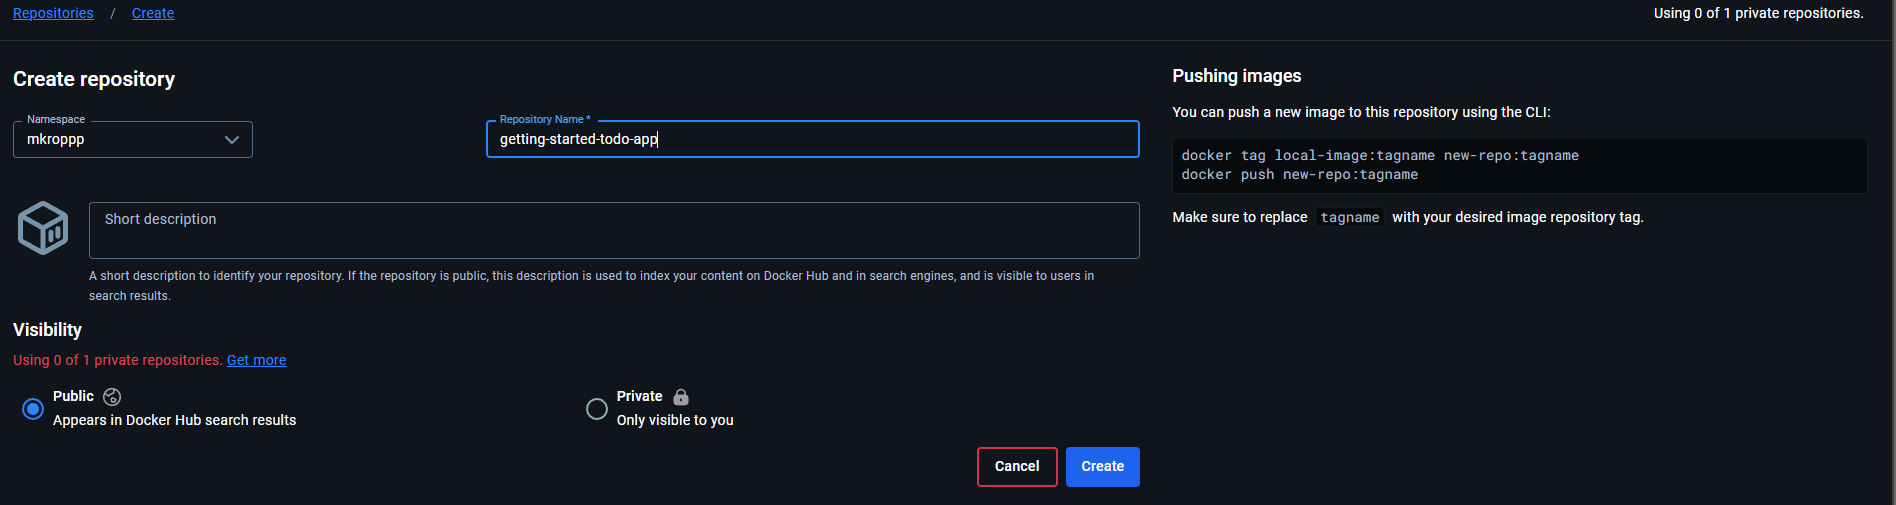 Repositories / Create
Using 0 of 1 private repositories.
Create repository
Namespace
mkroppp
Repository Name *
getting-started-todo-app
Short description
A short description to identify your repository. If the repository is public, this description is used to index your content on Docker Hub and in search engines, and is visible to users in
search results.
Visibility
Using 0 of 1 private repositories. Get more
Public
Appears in Docker Hub search results
Private
Only visible to you
Cancel
Create
Pushing images
You can push a new image to this repository using the CLI:
docker tag local-image:tagname new-repo:tagname
docker push new-repo:tagname
Make sure to replace tagname with your desired image repository tag.